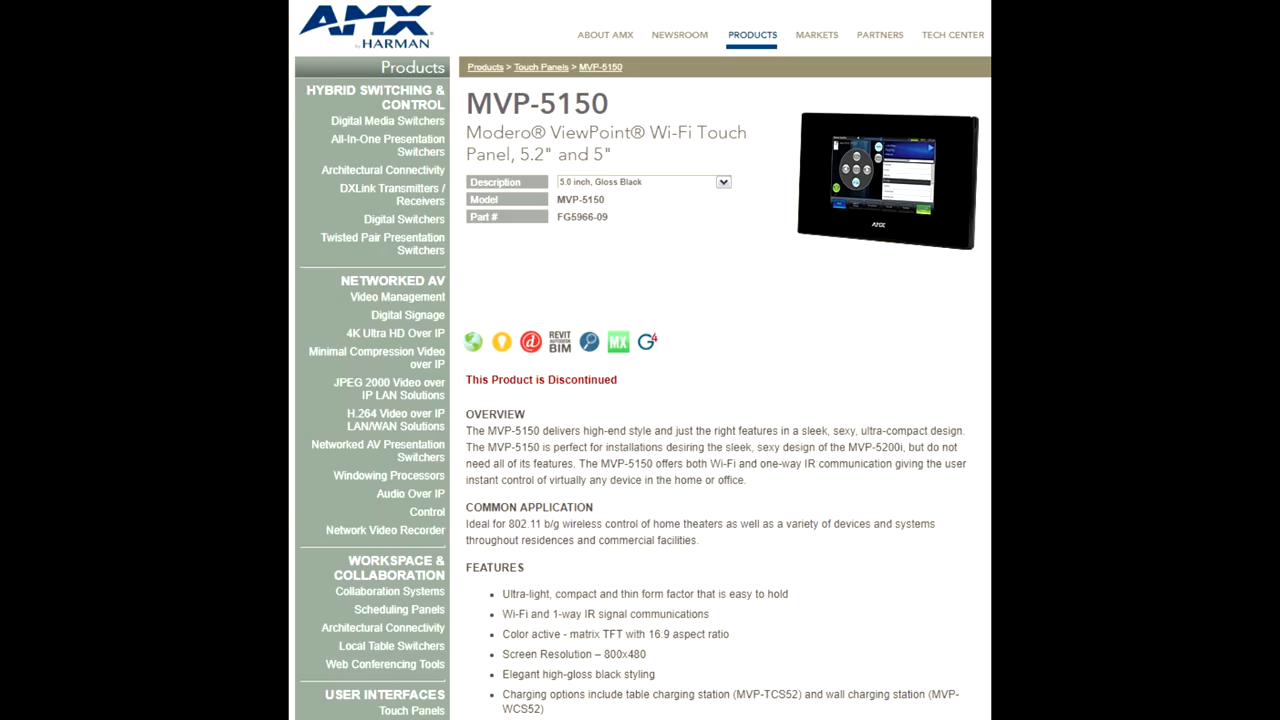 AMX
by HARMAN
ABOUT AMX
NEWSROOM
PRODUCTS
MARKETS
PARTNERS
TECH CENTER
Products
HYBRID SWITCHING &
CONTROL
Digital Media Switchers
All-In-One Presentation
Switchers
Architectural Connectivity
DXLink Transmitters /
Receivers
Digital Switchers
Twisted Pair Presentation
Switchers
NETWORKED AV
Video Management
Digital Signage
4K Ultra HD Over IP
Minimal Compression Video
over IP
JPEG 2000 Video over
IP LAN Solutions
H.264 Video over IP
LAN/WAN Solutions
Networked AV Presentation
Switchers
Windowing Processors
Audio Over IP
Control
Network Video Recorder
WORKSPACE &
COLLABORATION
Collaboration Systems
Scheduling Panels
Architectural Connectivity
Local Table Switchers
Web Conferencing Tools
USER INTERFACES
Touch Panels
Products > Touch Panels > MVP-5150
MVP-5150
Modero® ViewPoint® Wi-Fi Touch
Panel, 5.2" and 5"
Description 5.0 inch, Gloss Black
Model MVP-5150
Part # FG5966-09
AMX
REVIT
AUTODESK
BIM
MX
G4
This Product is Discontinued
OVERVIEW
The MVP-5150 delivers high-end style and just the right features in a sleek, sexy, ultra-compact design.
The MVP-5150 is perfect for installations desiring the sleek, sexy design of the MVP-5200i, but do not
need all of its features. The MVP-5150 offers both Wi-Fi and one-way IR communication giving the user
instant control of virtually any device in the home or office.
COMMON APPLICATION
Ideal for 802.11 b/g wireless control of home theaters as well as a variety of devices and systems
throughout residences and commercial facilities.
FEATURES
• Ultra-light, compact and thin form factor that is easy to hold
• Wi-Fi and 1-way IR signal communications
• Color active - matrix TFT with 16.9 aspect ratio
• Screen Resolution – 800x480
• Elegant high-gloss black styling
• Charging options include table charging station (MVP-TCS52) and wall charging station (MVP-
WCS52)